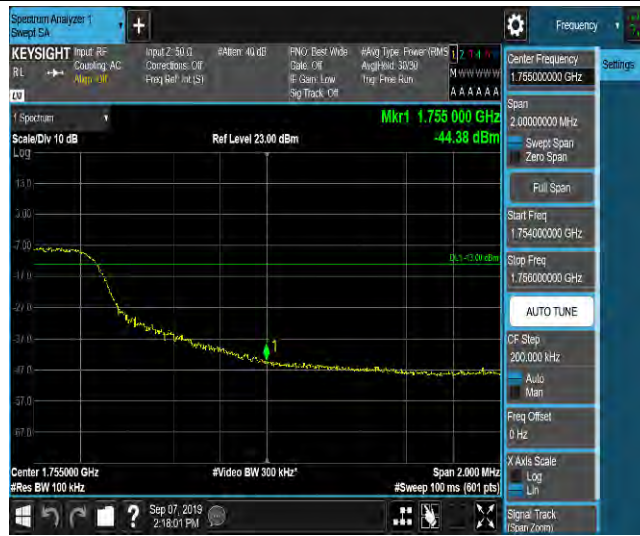 Spectrum Analyzer 1
Swept SA
+
Frequency
KEYSIGHT
Input: RF
Coupling: AC
Align: Off
Input Z: 50 Ω
Corrections: Off
Freq Ref: Int (S)
#Atten: 40 dB
PNO: Best Wide
Gate: Off
IF Gain: Low
Sig Track: Off
#Avg Type: Power (RMS
Avg|Hold: 30/30
Trig: Free Run
RL
M W W W W W
A A A A A A
1 Spectrum
Scale/Div 10 dB
Log
Ref Level 23.00 dBm
Mkr1 1.755 000 GHz
-44.38 dBm
13.0
3.00
-7.00
DL1 -13.00 dBm
-17.0
-27.0
-37.0
1
-47.0
-57.0
-67.0
Center 1.755000 GHz
#Video BW 300 kHz*
Span 2.000 MHz
#Res BW 100 kHz
#Sweep 100 ms (601 pts)
Sep 07, 2019
2:18:01 PM
?
Center Frequency
1.755000000 GHz
Settings
Span
2.00000000 MHz
Swept Span
Zero Span
Full Span
Start Freq
1.754000000 GHz
Stop Freq
1.756000000 GHz
AUTO TUNE
CF Step
200.000 kHz
Auto
Man
Freq Offset
0 Hz
X Axis Scale
Log
Lin
Signal Track
(Span Zoom)